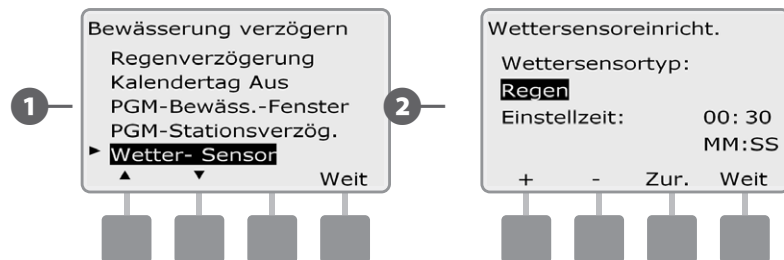 Bewässerung verzögern
Regenverzögerung
Kalendertag Aus
PGM-Bewäss.-Fenster
PGM-Stationsverzög.
► Wetter- Sensor
▲ ▼ Weit
1
2
Wettersensoreinricht.
Wettersensortyp:
Regen
Einstellzeit: 00: 30
MM:SS
+ - Zur. Weit